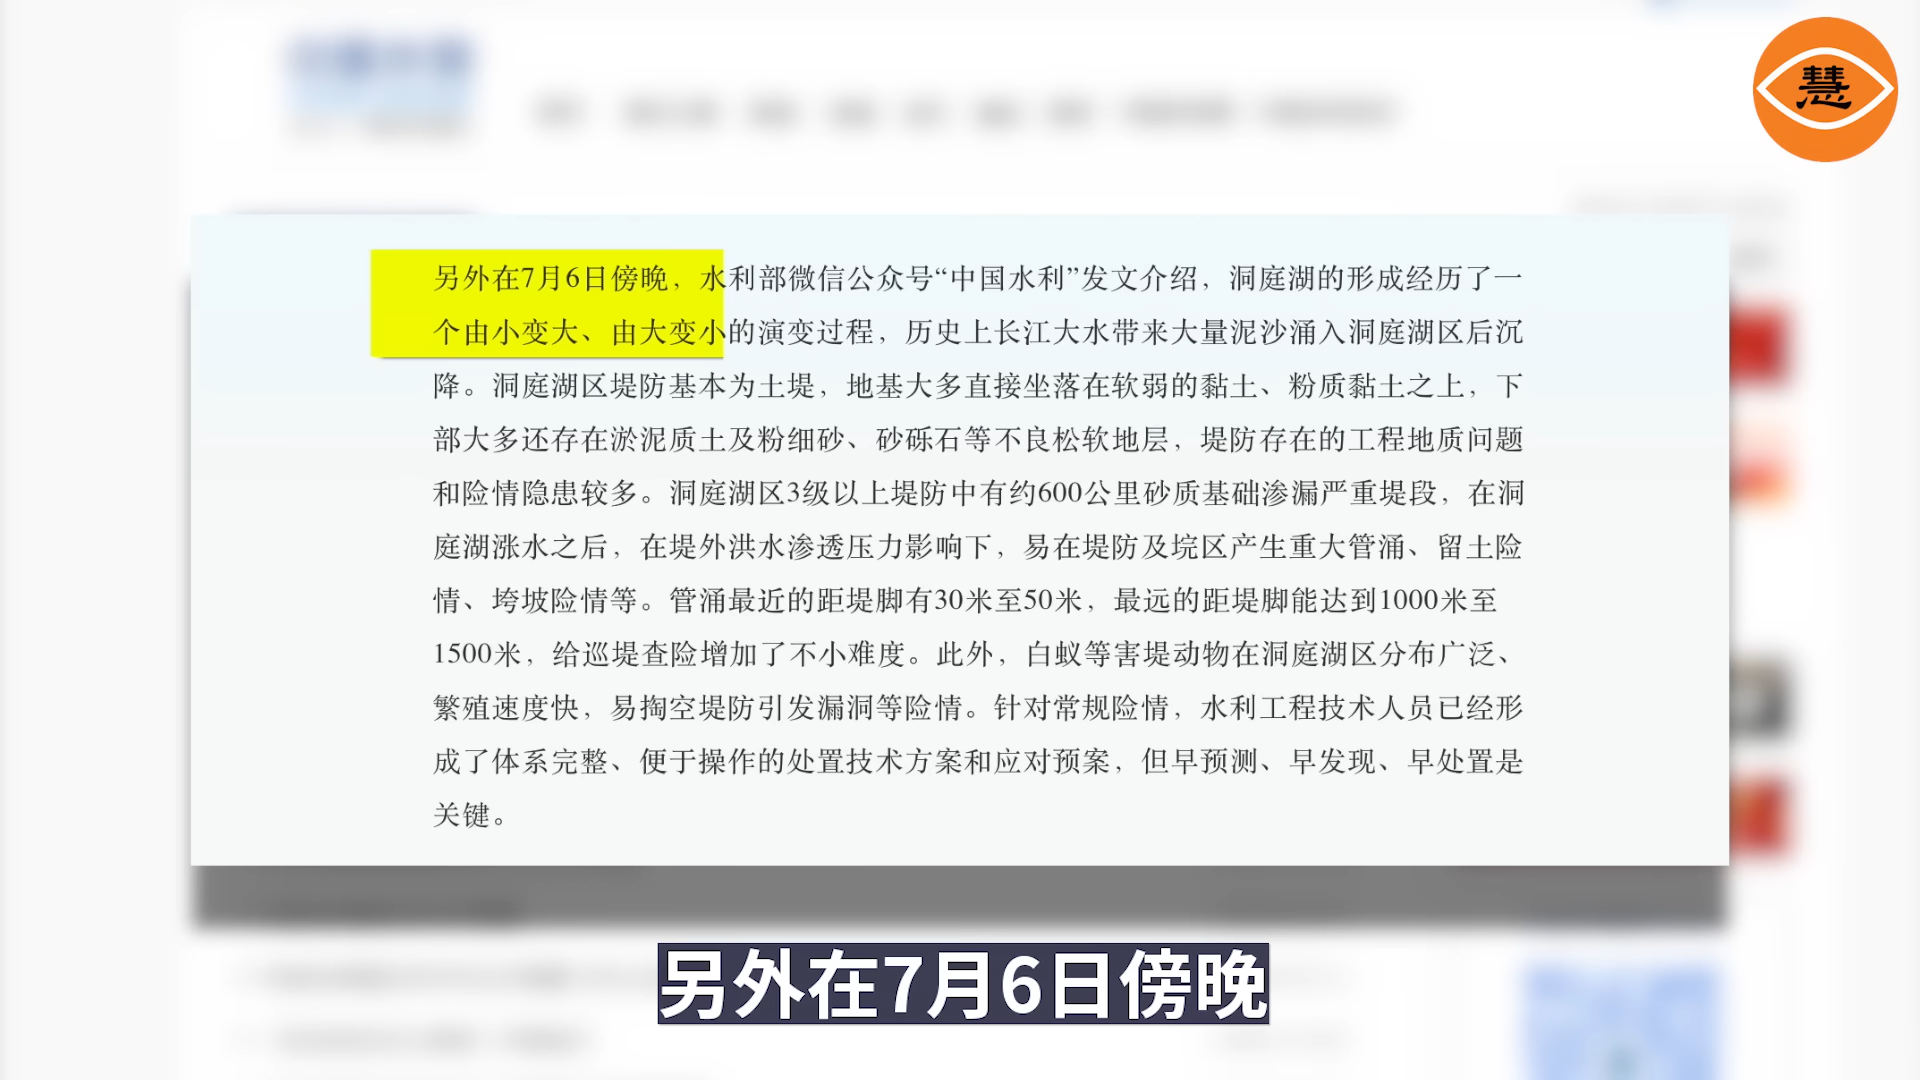 慧
另外在7月6日傍晚，水利部微信公众号“中国水利”发文介绍，洞庭湖的形成经历了一
个由小变大、由大变小的演变过程，历史上长江大水带来大量泥沙涌入洞庭湖区后沉
降。洞庭湖区堤防基本为土堤，地基大多直接坐落在软弱的黏土、粉质黏土之上，下
部大多还存在淤泥质土及粉细砂、砂砾石等不良松软地层，堤防存在的工程地质问题
和险情隐患较多。洞庭湖区3级以上堤防中有约600公里砂质基础渗漏严重堤段，在洞
庭湖涨水之后，在堤外洪水渗透压力影响下，易在堤防及垸区产生重大管涌、留土险
情、垮坡险情等。管涌最近的距堤脚有30米至50米，最远的距堤脚能达到1000米至
1500米，给巡堤查险增加了不小难度。此外，白蚁等害堤动物在洞庭湖区分布广泛、
繁殖速度快，易掏空堤防引发漏洞等险情。针对常规险情，水利工程技术人员已经形
成了体系完整、便于操作的处置技术方案和应对预案，但早预测、早发现、早处置是
关键。
另外在7月6日傍晚